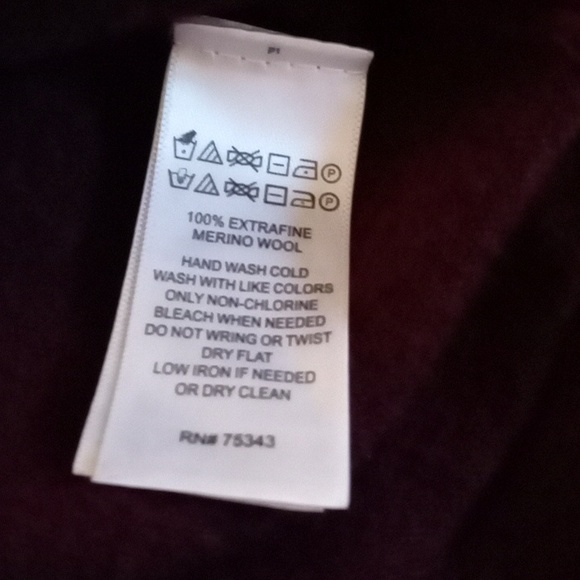 P P
100% EXTRAFINE
MERINO WOOL
HAND WASH COLD
WASH WITH LIKE COLORS
ONLY NON-CHLORINE
BLEACH WHEN NEEDED
DO NOT WRING OR TWIST
DRY FLAT
LOW IRON IF NEEDED
OR DRY CLEAN
RN# 75343